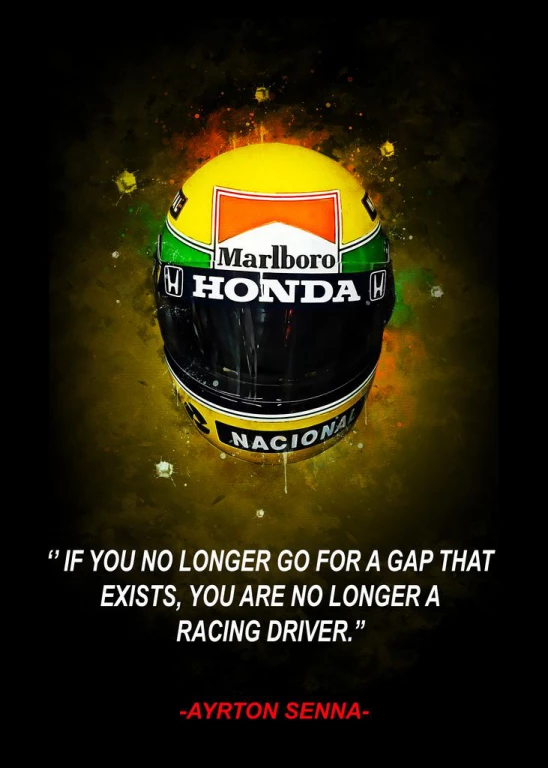 Marlboro
HONDA
NACIONAL
‘’ IF YOU NO LONGER GO FOR A GAP THAT
EXISTS, YOU ARE NO LONGER A
RACING DRIVER.”
-AYRTON SENNA-